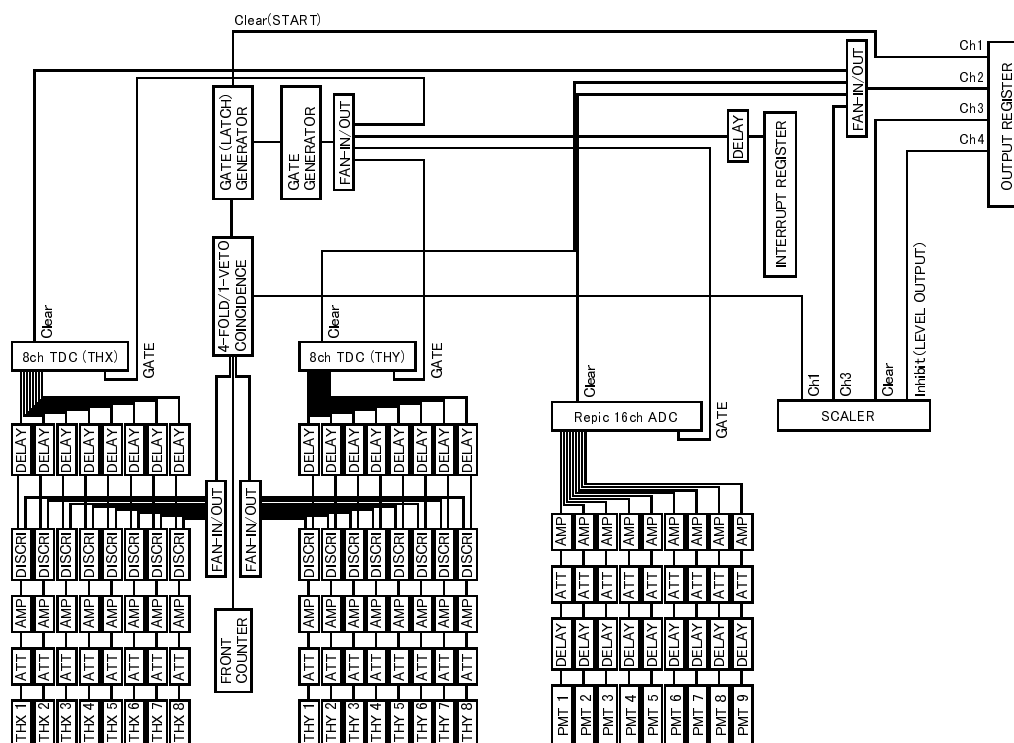 Clear(START)
Ch1
Ch2
Ch3
Ch4
OUTPUT REGISTER
FAN-IN/OUT
GATE(LATCH)
GENERATOR
GATE
GENERATOR
FAN-IN/OUT
DELAY
INTERRUPT REGISTER
4-FOLD/1-VETO
COINCIDENCE
Clear
8ch TDC (THX)
GATE
Clear
8ch TDC (THY)
GATE
Clear
Repic 16ch ADC
GATE
Ch1
Ch3
Clear
Inhibit(LEVEL OUTPUT)
SCALER
DELAY DELAY DELAY DELAY DELAY DELAY DELAY DELAY
DELAY DELAY DELAY DELAY DELAY DELAY DELAY DELAY
FAN-IN/OUT
FAN-IN/OUT
DISCRI DISCRI DISCRI DISCRI DISCRI DISCRI DISCRI DISCRI
DISCRI DISCRI DISCRI DISCRI DISCRI DISCRI DISCRI DISCRI
AMP AMP AMP AMP AMP AMP AMP AMP AMP
AMP AMP AMP AMP AMP AMP AMP AMP
AMP AMP AMP AMP AMP AMP AMP AMP
ATT ATT ATT ATT ATT ATT ATT ATT ATT
FRONT
COUNTER
DELAY DELAY DELAY DELAY DELAY DELAY DELAY DELAY DELAY
ATT ATT ATT ATT ATT ATT ATT ATT
ATT ATT ATT ATT ATT ATT ATT ATT
THX 1 THX 2 THX 3 THX 4 THX 5 THX 6 THX 7 THX 8
THY 1 THY 2 THY 3 THY 4 THY 5 THY 6 THY 7 THY 8
PMT 1 PMT 2 PMT 3 PMT 4 PMT 5 PMT 6 PMT 7 PMT 8 PMT 9